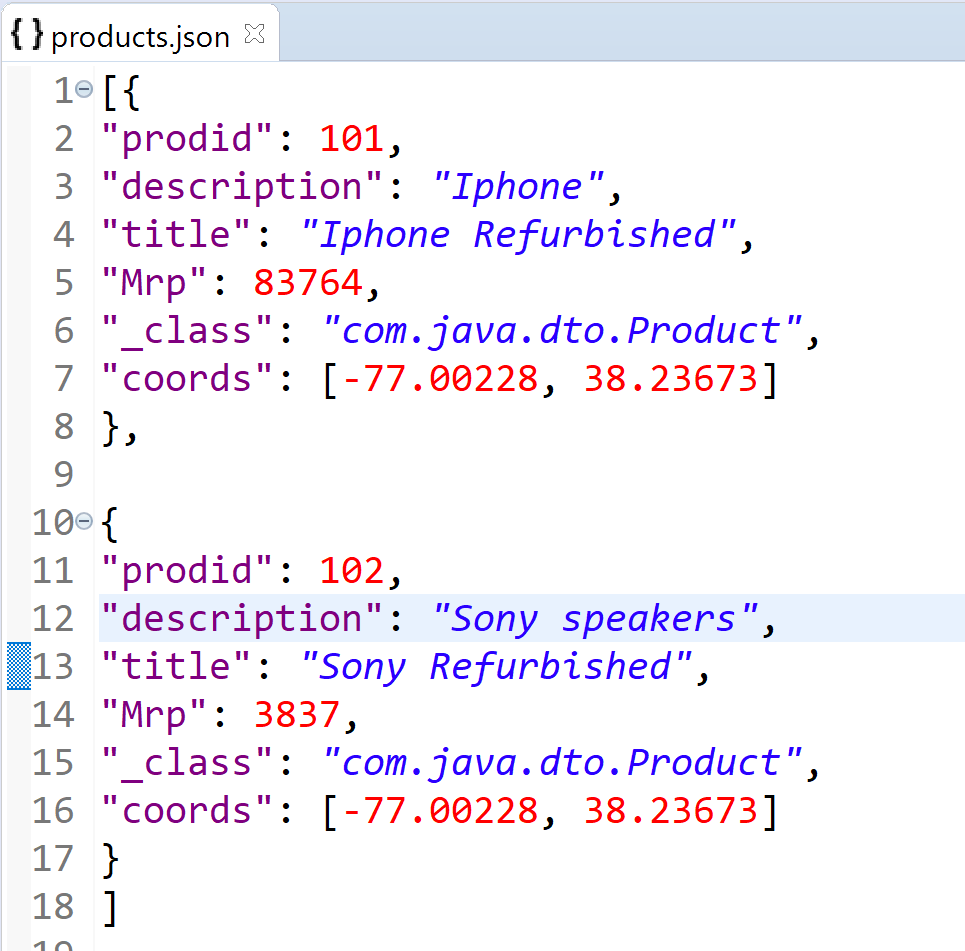 { } products.json
1 [{
2 "prodid": 101,
3 "description": "Iphone",
4 "title": "Iphone Refurbished",
5 "Mrp": 83764,
6 "_class": "com.java.dto.Product",
7 "coords": [-77.00228, 38.23673]
8 },
9
10 {
11 "prodid": 102,
12 "description": "Sony speakers",
13 "title": "Sony Refurbished",
14 "Mrp": 3837,
15 "_class": "com.java.dto.Product",
16 "coords": [-77.00228, 38.23673]
17 }
18 ]
19